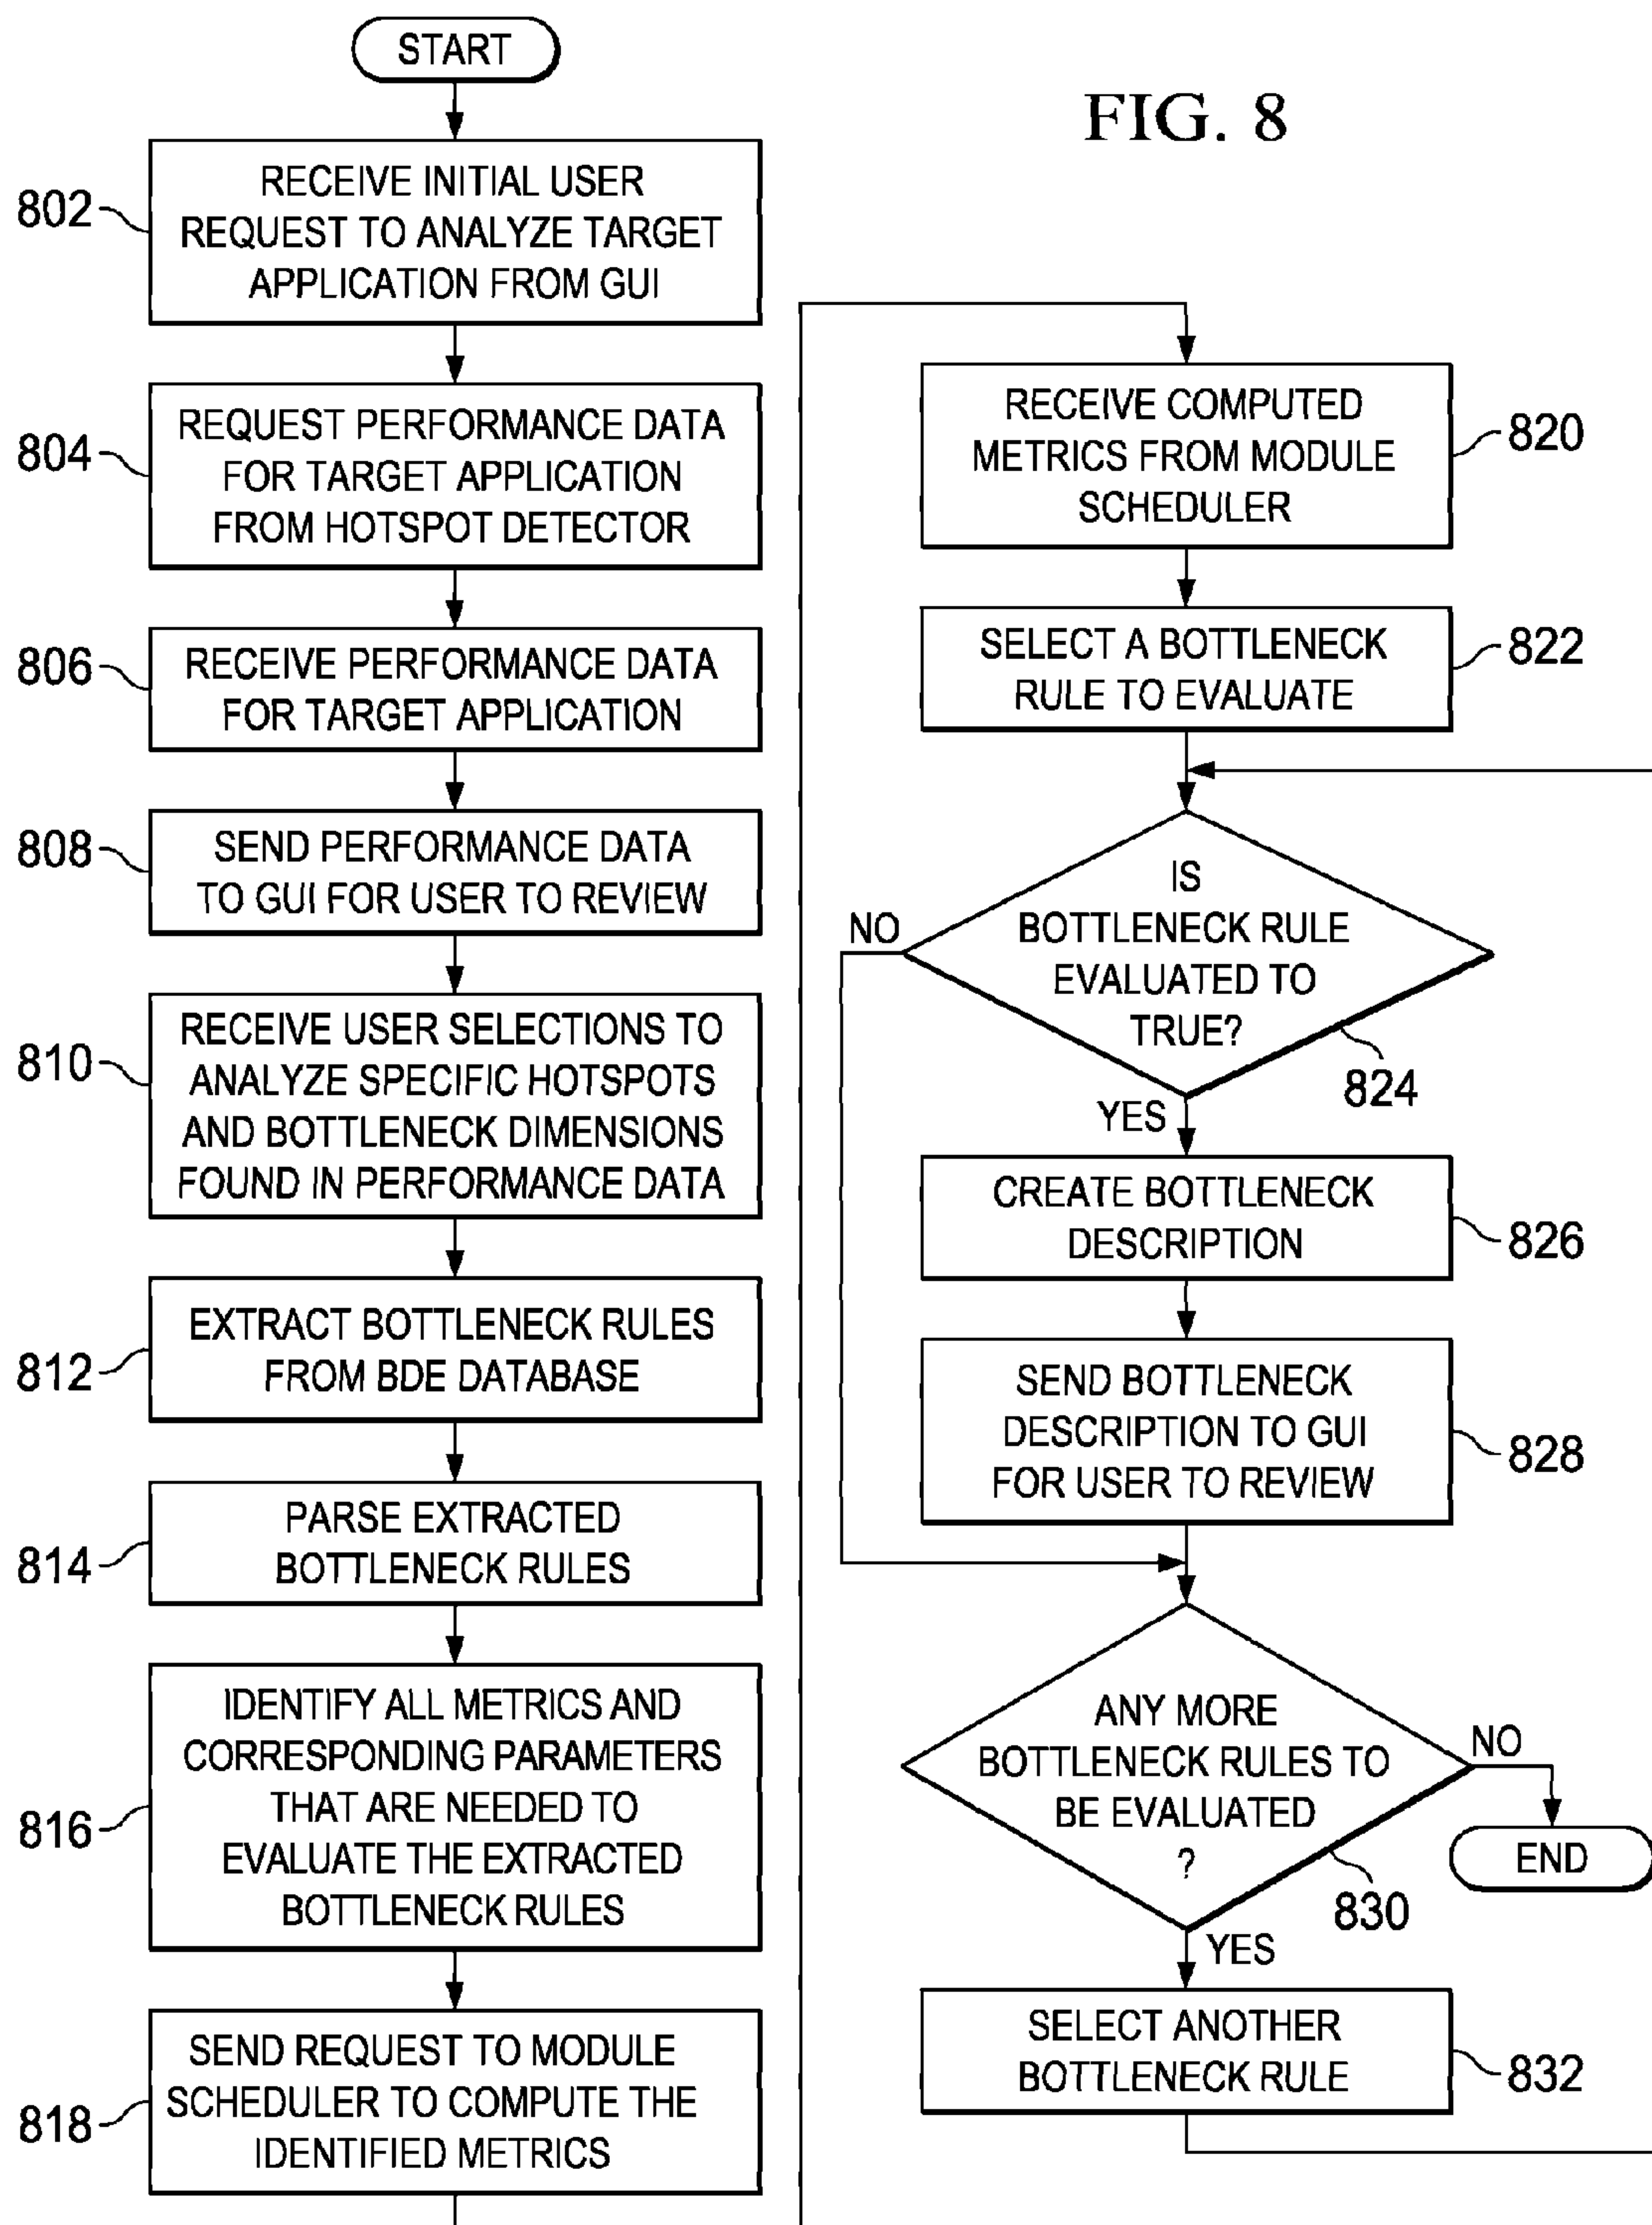 START
FIG. 8
802
RECEIVE INITIAL USER
REQUEST TO ANALYZE TARGET
APPLICATION FROM GUI
804
REQUEST PERFORMANCE DATA
FOR TARGET APPLICATION
FROM HOTSPOT DETECTOR
806
RECEIVE PERFORMANCE DATA
FOR TARGET APPLICATION
808
SEND PERFORMANCE DATA
TO GUI FOR USER TO REVIEW
810
RECEIVE USER SELECTIONS TO
ANALYZE SPECIFIC HOTSPOTS
AND BOTTLENECK DIMENSIONS
FOUND IN PERFORMANCE DATA
812
EXTRACT BOTTLENECK RULES
FROM BDE DATABASE
814
PARSE EXTRACTED
BOTTLENECK RULES
816
IDENTIFY ALL METRICS AND
CORRESPONDING PARAMETERS
THAT ARE NEEDED TO
EVALUATE THE EXTRACTED
BOTTLENECK RULES
818
SEND REQUEST TO MODULE
SCHEDULER TO COMPUTE THE
IDENTIFIED METRICS
RECEIVE COMPUTED
METRICS FROM MODULE
SCHEDULER
820
SELECT A BOTTLENECK
RULE TO EVALUATE
822
IS
BOTTLENECK RULE
EVALUATED TO
TRUE?
NO
824
YES
CREATE BOTTLENECK
DESCRIPTION
826
SEND BOTTLENECK
DESCRIPTION TO GUI
FOR USER TO REVIEW
828
ANY MORE
BOTTLENECK RULES TO
BE EVALUATED
?
NO
END
830
YES
SELECT ANOTHER
BOTTLENECK RULE
832